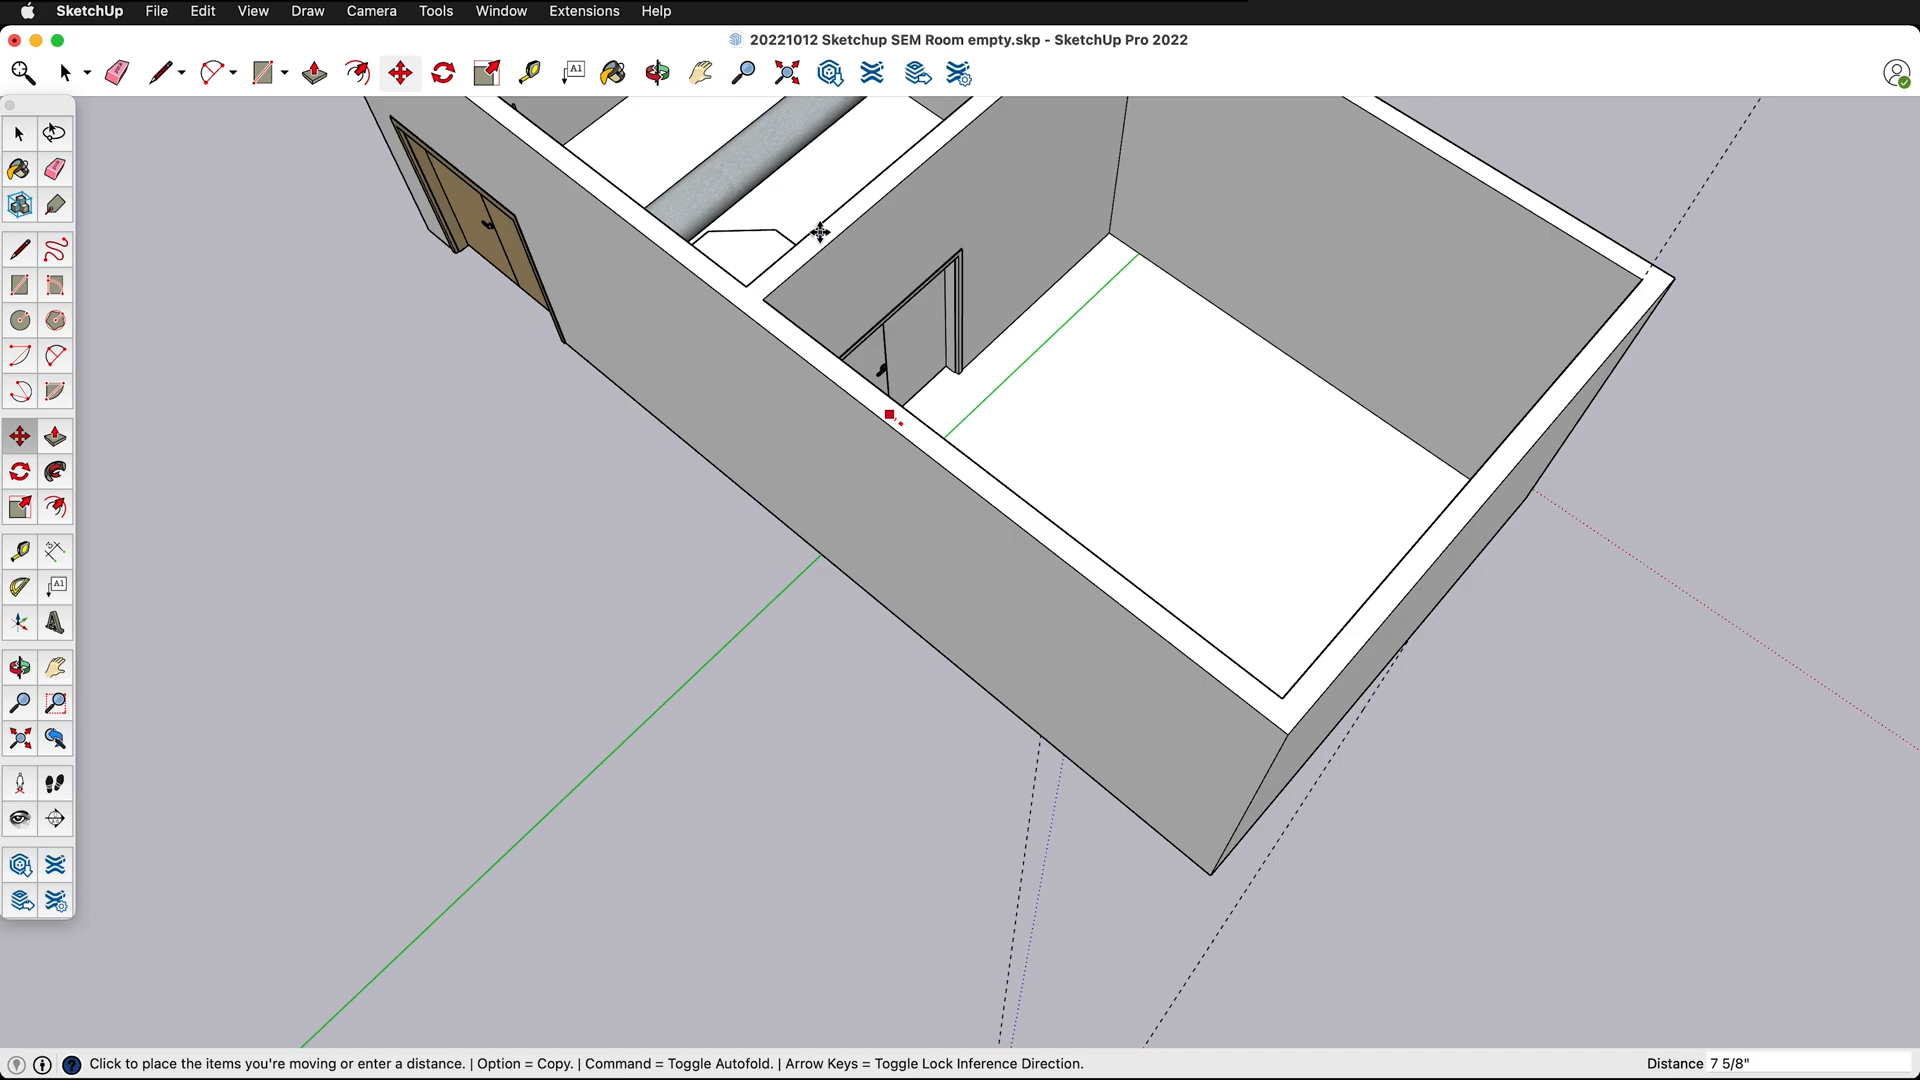 SketchUp File Edit View Draw Camera Tools Window Extensions Help
20221012 Sketchup SEM Room empty.skp - SketchUp Pro 2022
A1
A1
Click to place the items you're moving or enter a distance. | Option = Copy. | Command = Toggle Autofold. | Arrow Keys = Toggle Lock Inference Direction.
Distance 7 5/8"